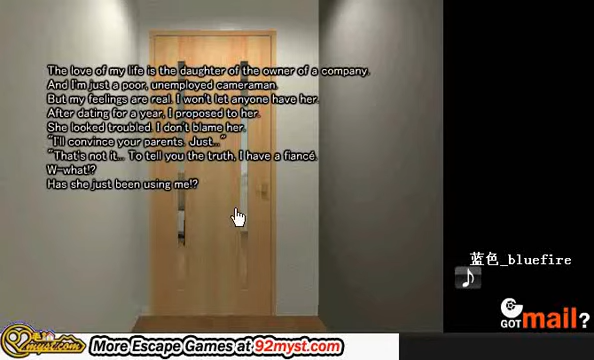 The love of my life is the daughter of the owner of a company.
And I'm just a poor, unemployed cameraman.
But my feelings are real. I won't let anyone have her.
After dating for a year, I proposed to her.
She looked troubled. I don't blame her.
"I'll convince your parents. Just..."
"That's not it... To tell you the truth, I have a fiancé.
W-what!?
Has she just been using me!?
蓝色_bluefire
GOT mail?
92myst.com More Escape Games at 92myst.com